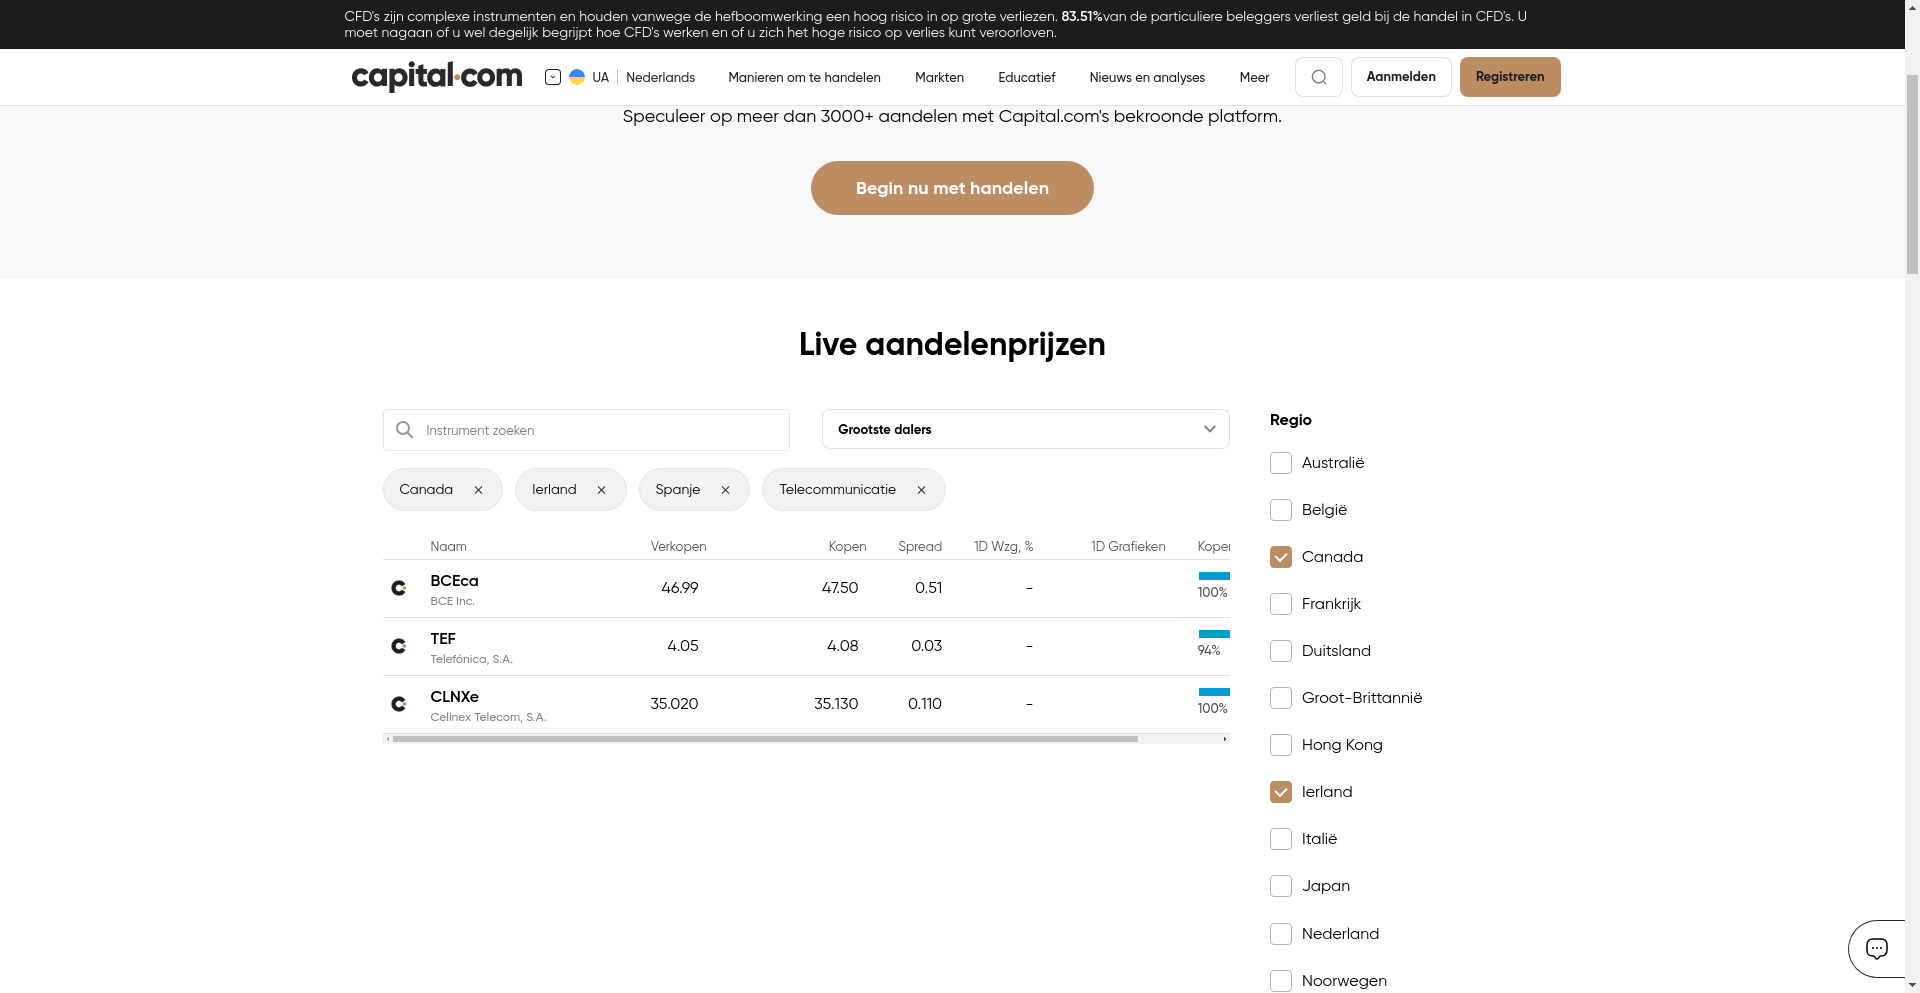 CFD's zijn complexe instrumenten en houden vanwege de hefboomwerking een hoog risico in op grote verliezen. 83.51%van de particuliere beleggers verliest geld bij de handel in CFD's. U
moet nagaan of u wel degelijk begrijpt hoe CFD's werken en of u zich het hoge risico op verlies kunt veroorloven.
capital.com UA Nederlands Manieren om te handelen Markten Educatief Nieuws en analyses Meer Aanmelden Registreren
Speculeer op meer dan 3000+ aandelen met Capital.com's bekroonde platform.
Begin nu met handelen
Live aandelenprijzen
Instrument zoeken
Grootste dalers
Canada Ierland Spanje Telecommunicatie
Naam Verkopen Kopen Spread 1D Wzg, % 1D Grafieken
BCEca 46.99 47.50 0.51 - 100%
BCE Inc.
TEF 4.05 4.08 0.03 - 94%
Telefónica, S.A.
CLNXe 35.020 35.130 0.110 - 100%
Cellnex Telecom, S.A.
Regio
Australië
België
Canada
Frankrijk
Duitsland
Groot-Brittannië
Hong Kong
Ierland
Italië
Japan
Nederland
Noorwegen